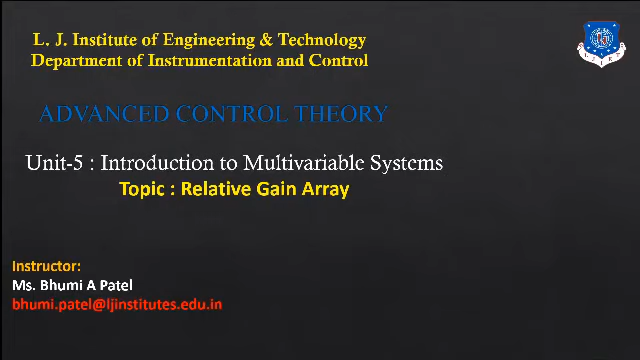 L. J. Institute of Engineering & Technology
Department of Instrumentation and Control
ADVANCED CONTROL THEORY
Unit-5 : Introduction to Multivariable Systems
Topic : Relative Gain Array
Instructor:
Ms. Bhumi A Patel
bhumi.patel@ljinstitutes.edu.in